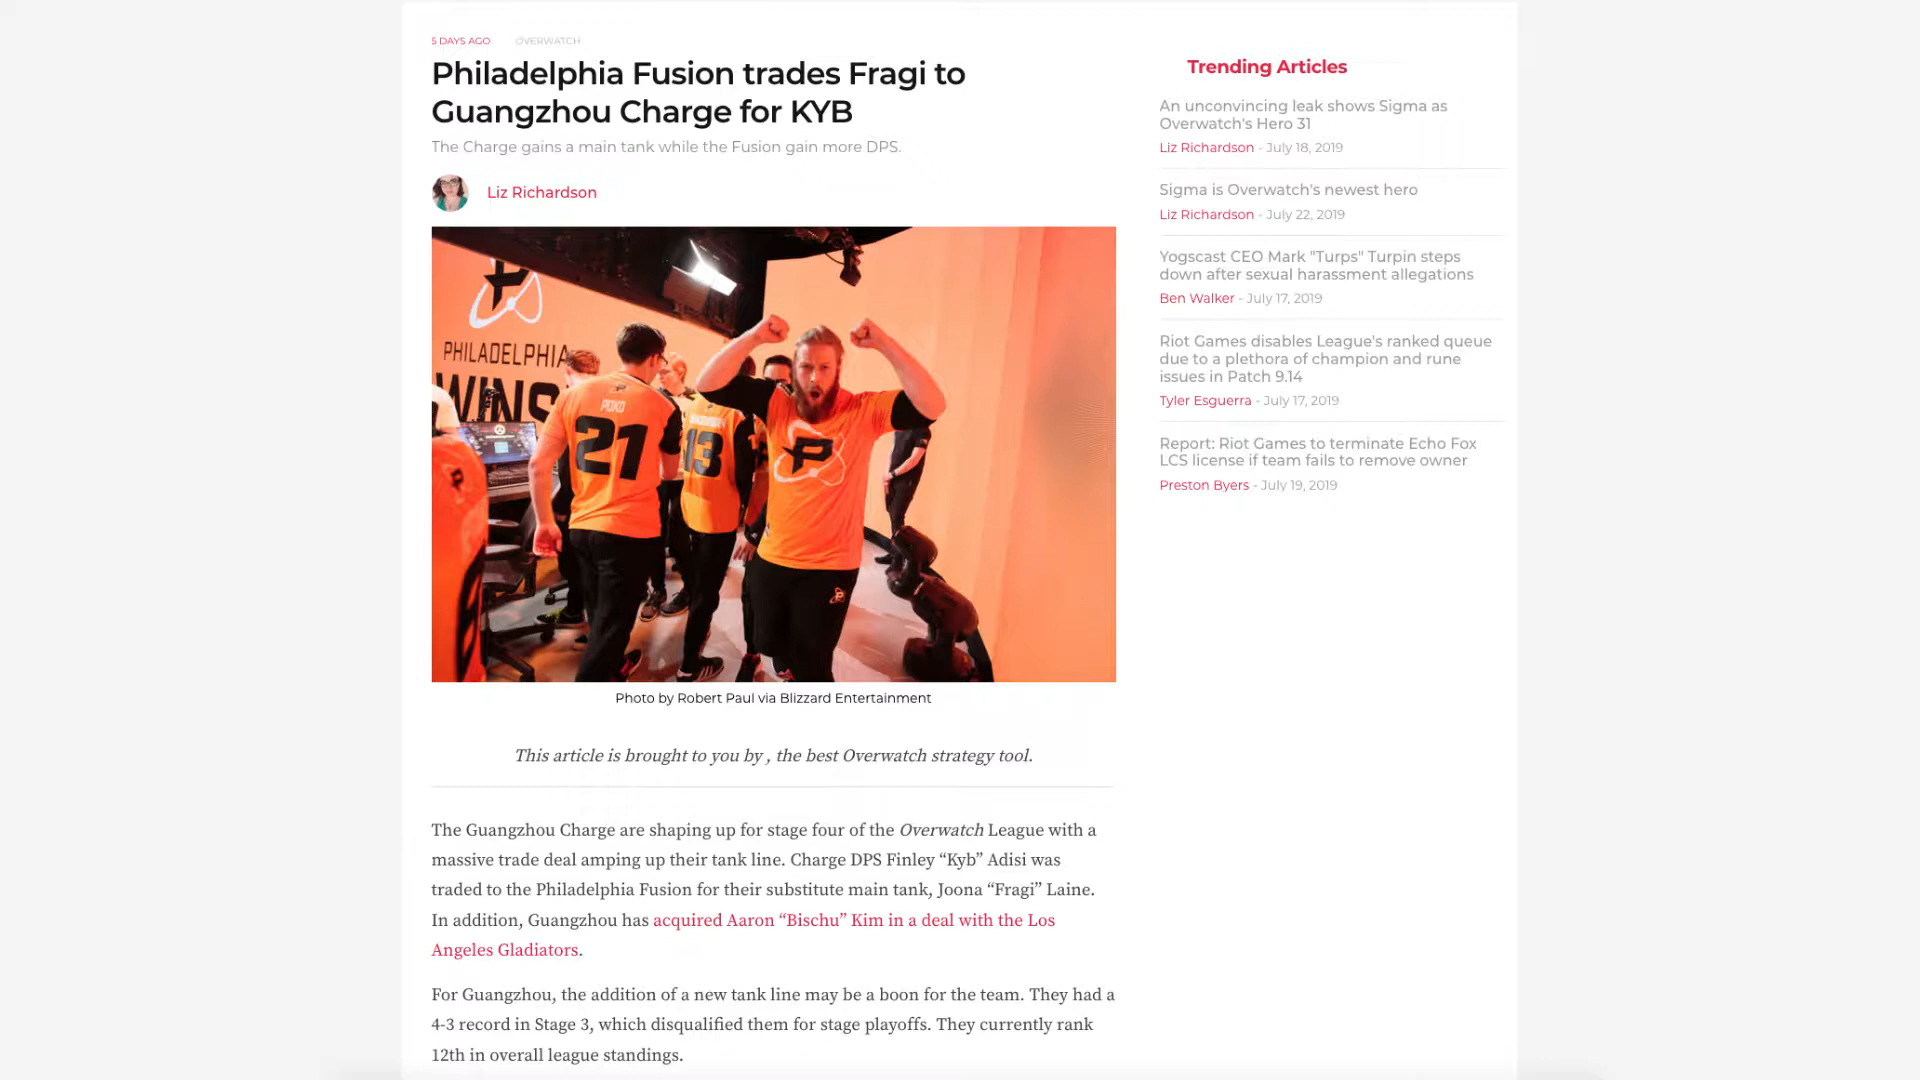 5 DAYS AGO OVERWATCH
Philadelphia Fusion trades Fragi to
Guangzhou Charge for KYB
The Charge gains a main tank while the Fusion gain more DPS.
Liz Richardson
PHILADELPHIA
WINS
POKO
21
13
Photo by Robert Paul via Blizzard Entertainment
This article is brought to you by , the best Overwatch strategy tool.
The Guangzhou Charge are shaping up for stage four of the Overwatch League with a
massive trade deal amping up their tank line. Charge DPS Finley “Kyb” Adisi was
traded to the Philadelphia Fusion for their substitute main tank, Joona “Fragi” Laine.
In addition, Guangzhou has acquired Aaron “Bischu” Kim in a deal with the Los
Angeles Gladiators.
For Guangzhou, the addition of a new tank line may be a boon for the team. They had a
4-3 record in Stage 3, which disqualified them for stage playoffs. They currently rank
12th in overall league standings.
Trending Articles
An unconvincing leak shows Sigma as
Overwatch's Hero 31
Liz Richardson - July 18, 2019
Sigma is Overwatch's newest hero
Liz Richardson - July 22, 2019
Yogscast CEO Mark "Turps" Turpin steps
down after sexual harassment allegations
Ben Walker - July 17, 2019
Riot Games disables League's ranked queue
due to a plethora of champion and rune
issues in Patch 9.14
Tyler Esguerra - July 17, 2019
Report: Riot Games to terminate Echo Fox
LCS license if team fails to remove owner
Preston Byers - July 19, 2019